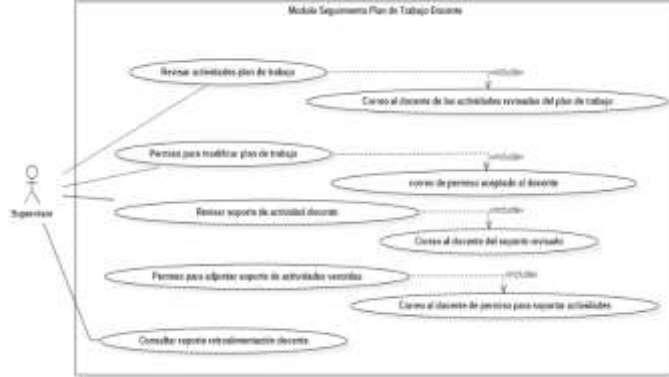 Modulo Seguimiento Plan de Trabajo Docente
Revisar actividades plan de trabajo
«include»
Correo al docente de las actividades revisadas del plan de trabajo
Permiso para modificar plan de trabajo
«include»
correo de permiso aceptado al docente
Supervisor
Revisar soporte de actividad docente
«include»
Correo al docente del soporte revisado
Permiso para adjuntar soporte de actividades vencidas
«include»
Correo al docente de permiso para soportar actividades
Consultar reporte retroalimentación docente